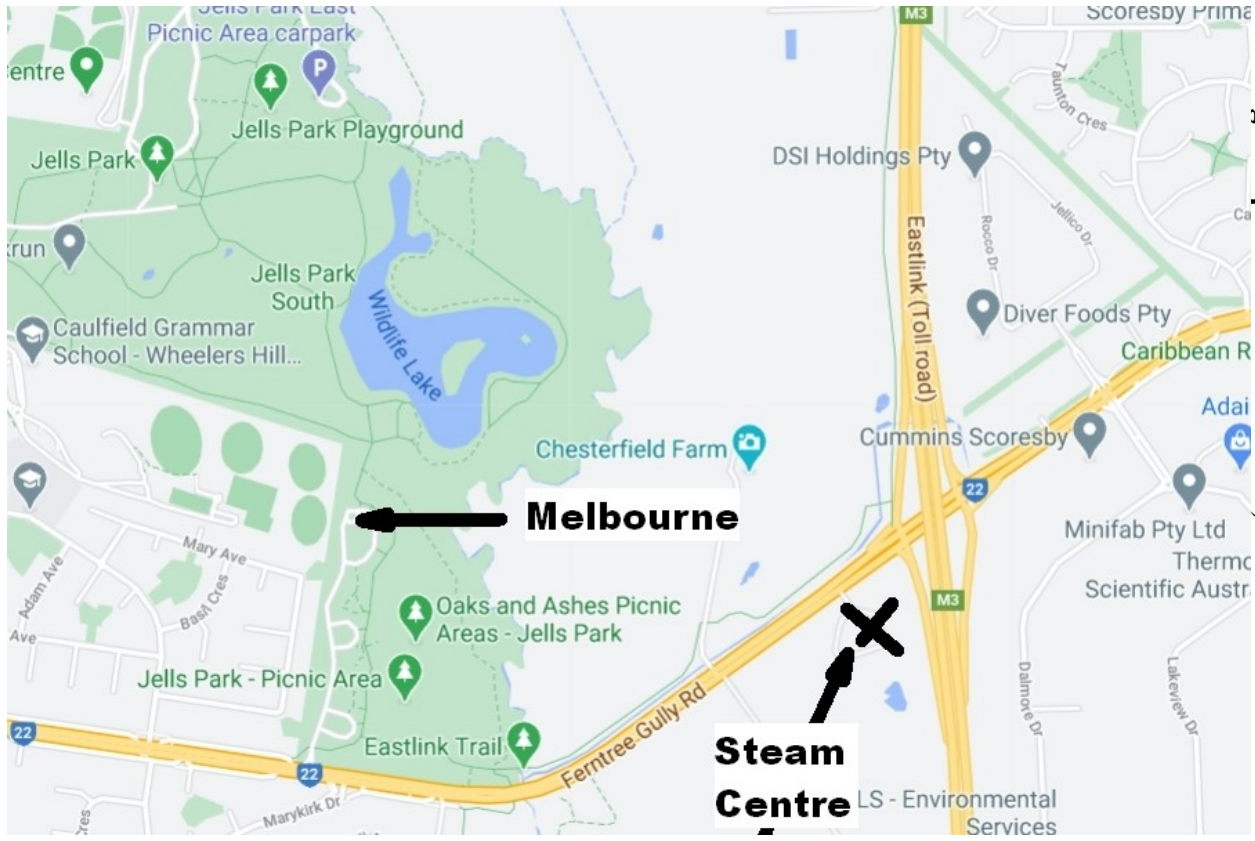 Jells Park East
Picnic Area carpark
P
M3
Scoresby Prima
entre
Taunton Cres
Jells Park Playground
Jells Park
DSI Holdings Pty
Jellico Dr
Rocco Dr
Ca
krun
Eastlink (Toll road)
Jells Park
South
Wildlife Lake
Diver Foods Pty
Caulfield Grammar
School - Wheelers Hill...
Caribbean R
Adai
Chesterfield Farm
Cummins Scoresby
22
Melbourne
Minifab Pty Ltd
Mary Ave
Thermo
Scientific Austra
Adam Ave
Basil Cres
M3
Oaks and Ashes Picnic
Areas - Jells Park
Ave
Jells Park - Picnic Area
Dalmore Dr
Lakeview Dr
Ferntree Gully Rd
22
Eastlink Trail
Steam
Centre
22
Marykirk Dr
LS - Environmental
Services
res